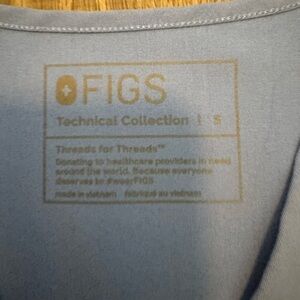 FIGS
Technical Collection | S
Threads for Threads™
Donating to healthcare providers in need
around the world. Because everyone
deserves to #wearFIGS
made in vietnam fabriqué au vietnam